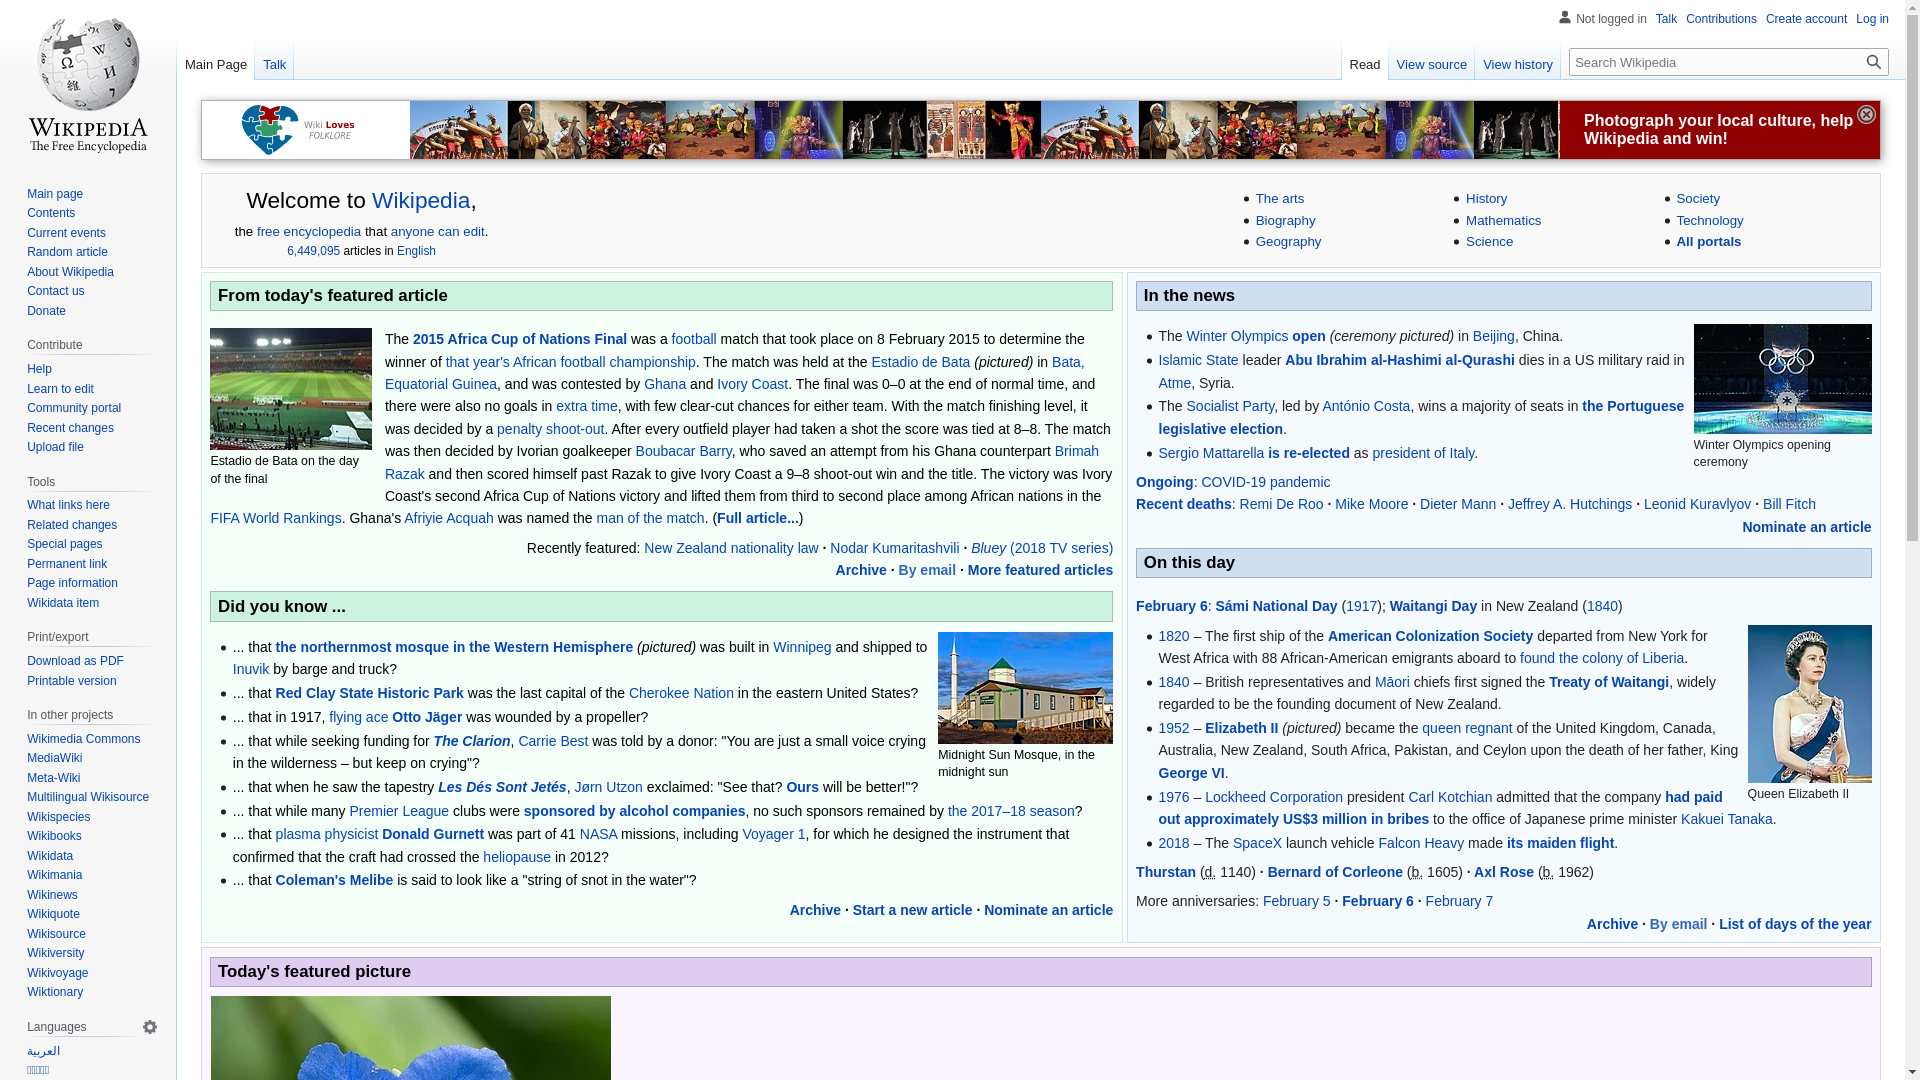 Not logged in Talk Contributions Create account Log in
Main Page Talk Read View source View history Search Wikipedia
WIKIPEDIA
The Free Encyclopedia
Main page
Contents
Current events
Random article
About Wikipedia
Contact us
Donate
Contribute
Help
Learn to edit
Community portal
Recent changes
Upload file
Tools
What links here
Related changes
Special pages
Permanent link
Page information
Wikidata item
Print/export
Download as PDF
Printable version
In other projects
Wikimedia Commons
MediaWiki
Meta-Wiki
Multilingual Wikisource
Wikispecies
Wikibooks
Wikidata
Wikimania
Wikinews
Wikiquote
Wikisource
Wikiversity
Wikivoyage
Wiktionary
Languages
العربية
Wiki Loves
FOLKLORE
Photograph your local culture, help
Wikipedia and win!
Welcome to Wikipedia,
the free encyclopedia that anyone can edit.
6,449,095 articles in English
The arts
Biography
Geography
History
Mathematics
Science
Society
Technology
All portals
From today's featured article
Estadio de Bata on the day
of the final
The 2015 Africa Cup of Nations Final was a football match that took place on 8 February 2015 to determine the
winner of that year's African football championship. The match was held at the Estadio de Bata (pictured) in Bata,
Equatorial Guinea, and was contested by Ghana and Ivory Coast. The final was 0–0 at the end of normal time, and
there were also no goals in extra time, with few clear-cut chances for either team. With the match finishing level, it
was decided by a penalty shoot-out. After every outfield player had taken a shot the score was tied at 8–8. The match
was then decided by Ivorian goalkeeper Boubacar Barry, who saved an attempt from his Ghana counterpart Brimah
Razak and then scored himself past Razak to give Ivory Coast a 9–8 shoot-out win and the title. The victory was Ivory
Coast's second Africa Cup of Nations victory and lifted them from third to second place among African nations in the
FIFA World Rankings. Ghana's Afriyie Acquah was named the man of the match. (Full article...)
Recently featured: New Zealand nationality law · Nodar Kumaritashvili · Bluey (2018 TV series)
Archive · By email · More featured articles
Did you know ...
... that the northernmost mosque in the Western Hemisphere (pictured) was built in Winnipeg and shipped to
Inuvik by barge and truck?
... that Red Clay State Historic Park was the last capital of the Cherokee Nation in the eastern United States?
... that in 1917, flying ace Otto Jäger was wounded by a propeller?
... that while seeking funding for The Clarion, Carrie Best was told by a donor: "You are just a small voice crying
in the wilderness – but keep on crying"?
... that when he saw the tapestry Les Dés Sont Jetés, Jørn Utzon exclaimed: "See that? Ours will be better!"?
... that while many Premier League clubs were sponsored by alcohol companies, no such sponsors remained by the 2017–18 season?
... that plasma physicist Donald Gurnett was part of 41 NASA missions, including Voyager 1, for which he designed the instrument that
confirmed that the craft had crossed the heliopause in 2012?
... that Coleman's Melibe is said to look like a "string of snot in the water"?
Midnight Sun Mosque, in the
midnight sun
Archive · Start a new article · Nominate an article
In the news
The Winter Olympics open (ceremony pictured) in Beijing, China.
Islamic State leader Abu Ibrahim al-Hashimi al-Qurashi dies in a US military raid in
Atme, Syria.
The Socialist Party, led by António Costa, wins a majority of seats in the Portuguese
legislative election.
Sergio Mattarella is re-elected as president of Italy.
Winter Olympics opening
ceremony
Ongoing: COVID-19 pandemic
Recent deaths: Remi De Roo · Mike Moore · Dieter Mann · Jeffrey A. Hutchings · Leonid Kuravlyov · Bill Fitch
Nominate an article
On this day
February 6: Sámi National Day (1917); Waitangi Day in New Zealand (1840)
1820 – The first ship of the American Colonization Society departed from New York for
West Africa with 88 African-American emigrants aboard to found the colony of Liberia.
1840 – British representatives and Māori chiefs first signed the Treaty of Waitangi, widely
regarded to be the founding document of New Zealand.
1952 – Elizabeth II (pictured) became the queen regnant of the United Kingdom, Canada,
Australia, New Zealand, South Africa, Pakistan, and Ceylon upon the death of her father, King
George VI.
1976 – Lockheed Corporation president Carl Kotchian admitted that the company had paid
out approximately US$3 million in bribes to the office of Japanese prime minister Kakuei Tanaka.
2018 – The SpaceX launch vehicle Falcon Heavy made its maiden flight.
Queen Elizabeth II
Thurstan (d. 1140) · Bernard of Corleone (b. 1605) · Axl Rose (b. 1962)
More anniversaries: February 5 · February 6 · February 7
Archive · By email · List of days of the year
Today's featured picture